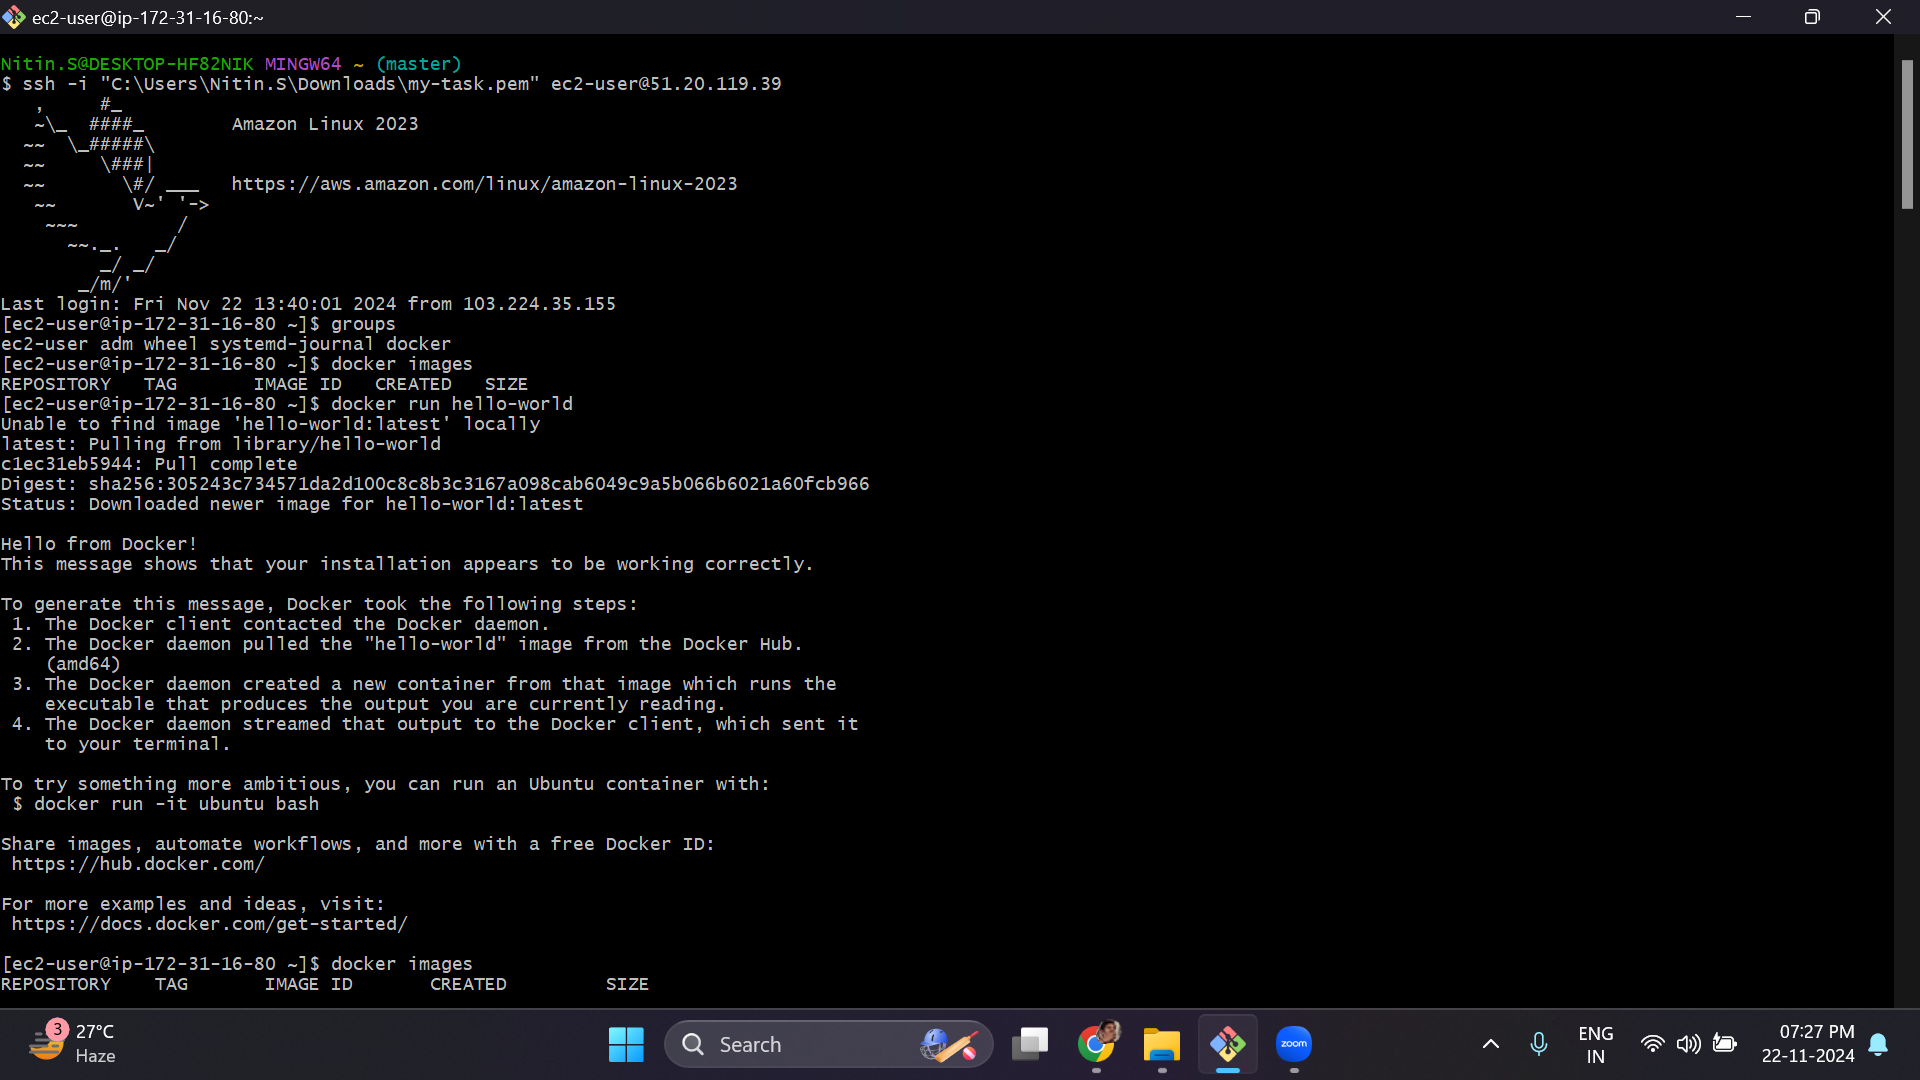 ec2-user@ip-172-31-16-80:~
Nitin.S@DESKTOP-HF82NIK MINGW64 ~ (master)
$ ssh -i "C:\Users\Nitin.S\Downloads\my-task.pem" ec2-user@51.20.119.39
   ,     #_
   ~\_  ####_        Amazon Linux 2023
  ~~  \_#####\
  ~~     \###|
  ~~       \#/ ___   https://aws.amazon.com/linux/amazon-linux-2023
   ~~       V~' '->
    ~~~         /
      ~~._.   _/
         _/ _/
       _/m/'
Last login: Fri Nov 22 13:40:01 2024 from 103.224.35.155
[ec2-user@ip-172-31-16-80 ~]$ groups
ec2-user adm wheel systemd-journal docker
[ec2-user@ip-172-31-16-80 ~]$ docker images
REPOSITORY   TAG       IMAGE ID   CREATED   SIZE
[ec2-user@ip-172-31-16-80 ~]$ docker run hello-world
Unable to find image 'hello-world:latest' locally
latest: Pulling from library/hello-world
c1ec31eb5944: Pull complete
Digest: sha256:305243c734571da2d100c8c8b3c3167a098cab6049c9a5b066b6021a60fcb966
Status: Downloaded newer image for hello-world:latest

Hello from Docker!
This message shows that your installation appears to be working correctly.

To generate this message, Docker took the following steps:
 1. The Docker client contacted the Docker daemon.
 2. The Docker daemon pulled the "hello-world" image from the Docker Hub.
    (amd64)
 3. The Docker daemon created a new container from that image which runs the
    executable that produces the output you are currently reading.
 4. The Docker daemon streamed that output to the Docker client, which sent it
    to your terminal.

To try something more ambitious, you can run an Ubuntu container with:
 $ docker run -it ubuntu bash

Share images, automate workflows, and more with a free Docker ID:
 https://hub.docker.com/

For more examples and ideas, visit:
 https://docs.docker.com/get-started/

[ec2-user@ip-172-31-16-80 ~]$ docker images
REPOSITORY    TAG       IMAGE ID       CREATED         SIZE
3
27°C
Haze
Search
zoom
ENG
IN
07:27 PM
22-11-2024